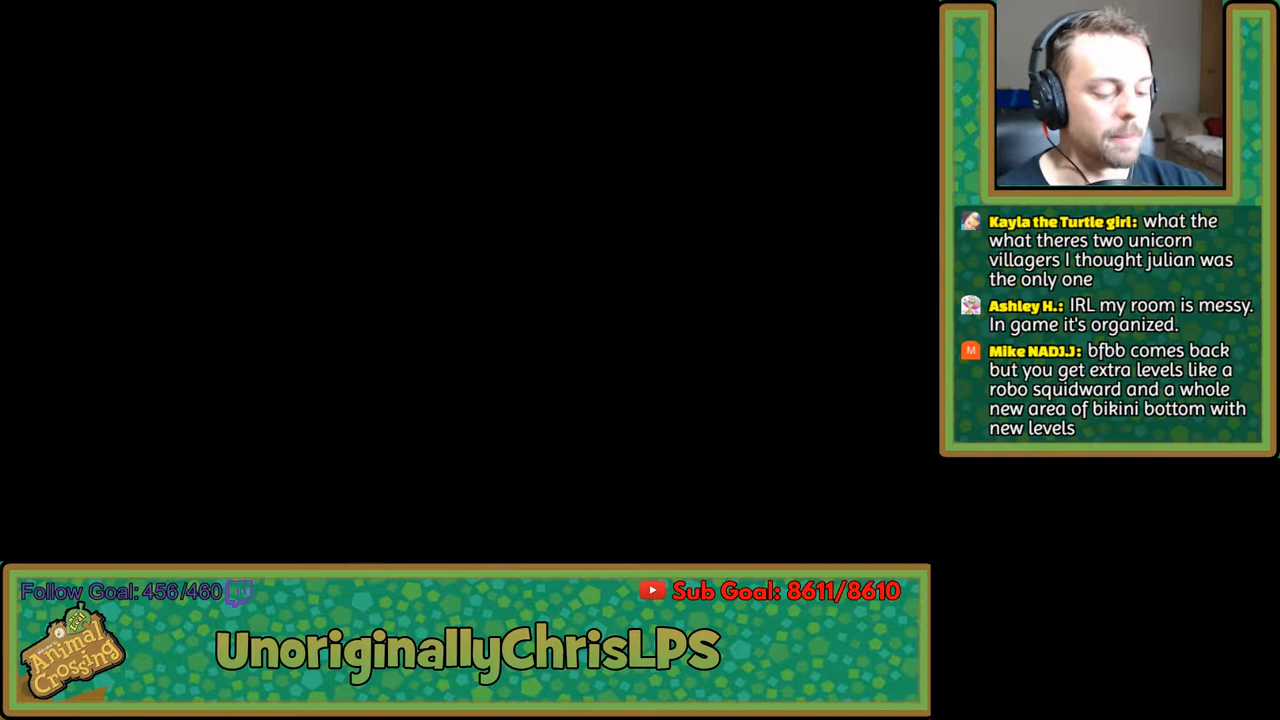 Kayla the Turtle girl: what the
what theres two unicorn
villagers I thought julian was
the only one
Ashley H.: IRL my room is messy.
In game it's organized.
M Mike NADJ.J: bfbb comes back
but you get extra levels like a
robo squidward and a whole
new area of bikini bottom with
new levels
Follow Goal: 456/460
Sub Goal: 8611/8610
Animal
Crossing
UnoriginallyChrisLPS